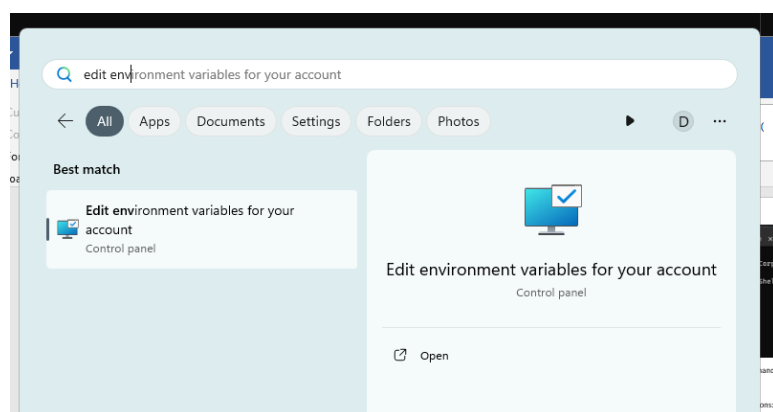 edit environment variables for your account
All Apps Documents Settings Folders Photos D ...
Best match
Edit environment variables for your
account
Control panel
Edit environment variables for your account
Control panel
Open